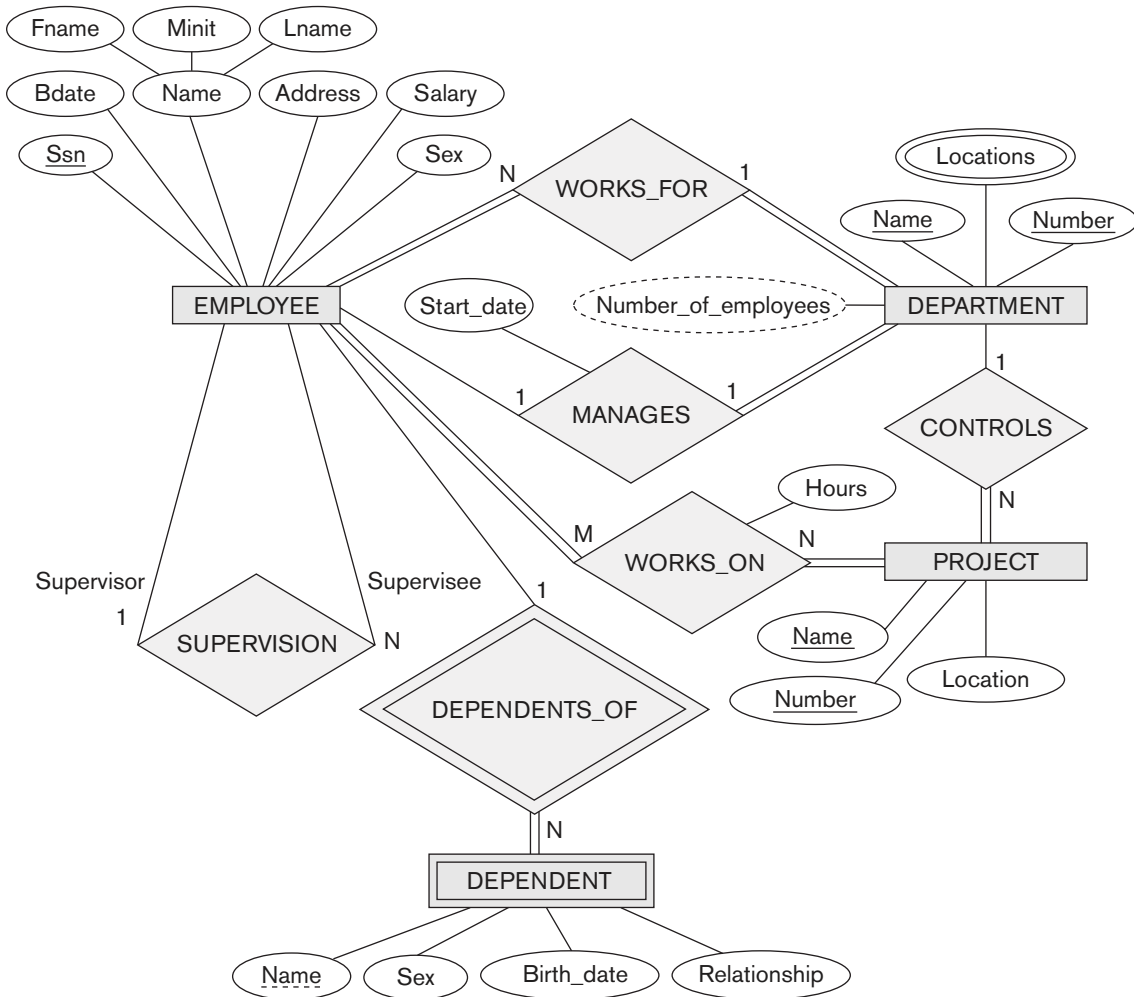 Fname Minit Lname
Bdate Name Address Salary
Ssn Sex
N WORKS_FOR 1
Locations
Name Number
EMPLOYEE Start_date Number_of_employees DEPARTMENT
1 MANAGES 1
1
CONTROLS
N
Hours
M WORKS_ON N
PROJECT
Supervisor Supervisee
1 SUPERVISION N
1
Name
Number Location
DEPENDENTS_OF
N
DEPENDENT
Name Sex Birth_date Relationship